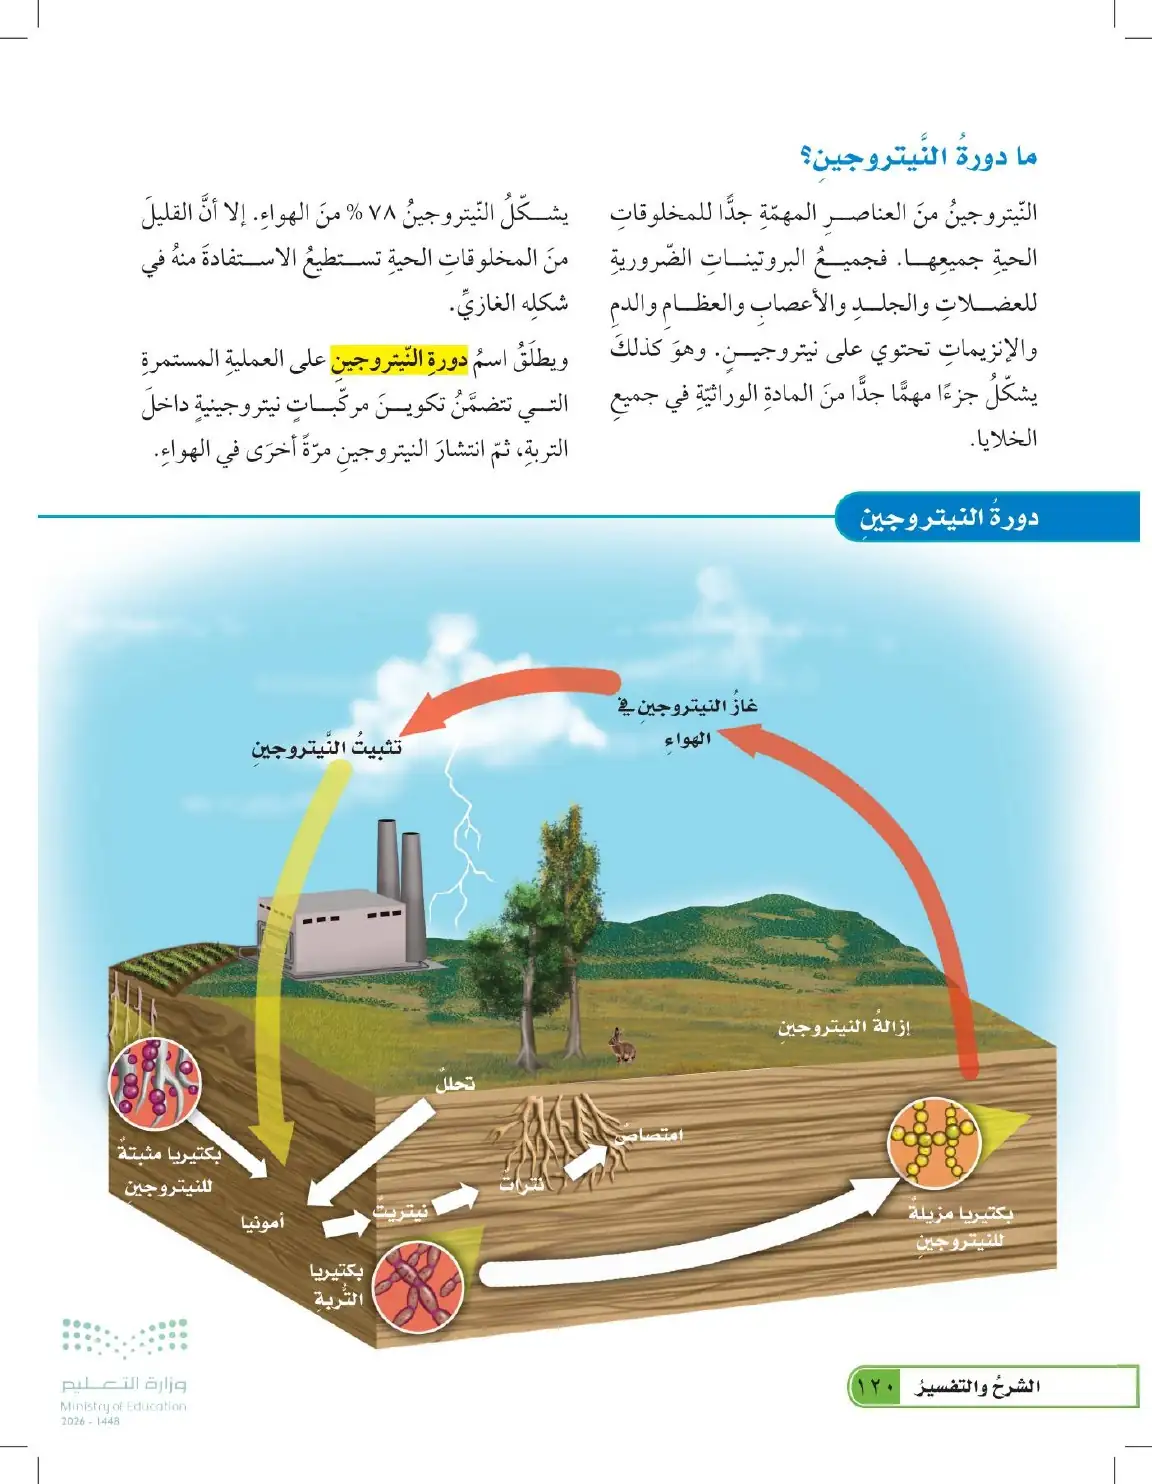 ما دورةُ النَّيتروجينِ؟
النّيتروجينُ منَ العناصرِ المهمّةِ جدًّا للمخلوقاتِ
الحيةِ جميعِها. فجميعُ البروتيناتِ الضّروريةِ
للعضلاتِ والجلدِ والأعصابِ والعظامِ والدمِ
والإنزيماتِ تحتوي على نيتروجينٍ. وهوَ كذلكَ
يشكّلُ جزءًا مهمًّا جدًّا منَ المادةِ الوراثيّةِ في جميعِ
الخلايا.
يشكّلُ النّيتروجينُ ٧٨ % منَ الهواءِ. إلا أنَّ القليلَ
منَ المخلوقاتِ الحيةِ تستطيعُ الاستفادةَ منهُ في
شكلِه الغازيِّ.
ويطلَقُ اسمُ دورةِ النّيتروجينِ على العمليةِ المستمرةِ
التي تتضمَّنُ تكوينَ مركّباتٍ نيتروجينيةٍ داخلَ
التربةِ، ثمّ انتشارَ النيتروجينِ مرّةً أخرَى في الهواءِ.
دورةُ النيتروجينِ
غازُ النيتروجينِ في
الهواءِ
تثبيتُ النَّيتروجينِ
إزالةُ النيتروجينِ
تحللٌ
امتصاصٌ
بكتيريا مثبتةٌ
للنيتروجينِ
نتراتٌ
نيتريتٌ
أمونيا
بكتيريا مزيلةٌ
للنيتروجينِ
بكتيريا
التُّربةِ
وزارة التعليم
Ministry of Education
2026 - 1448
١٢٠ الشرحُ والتفسيرُ